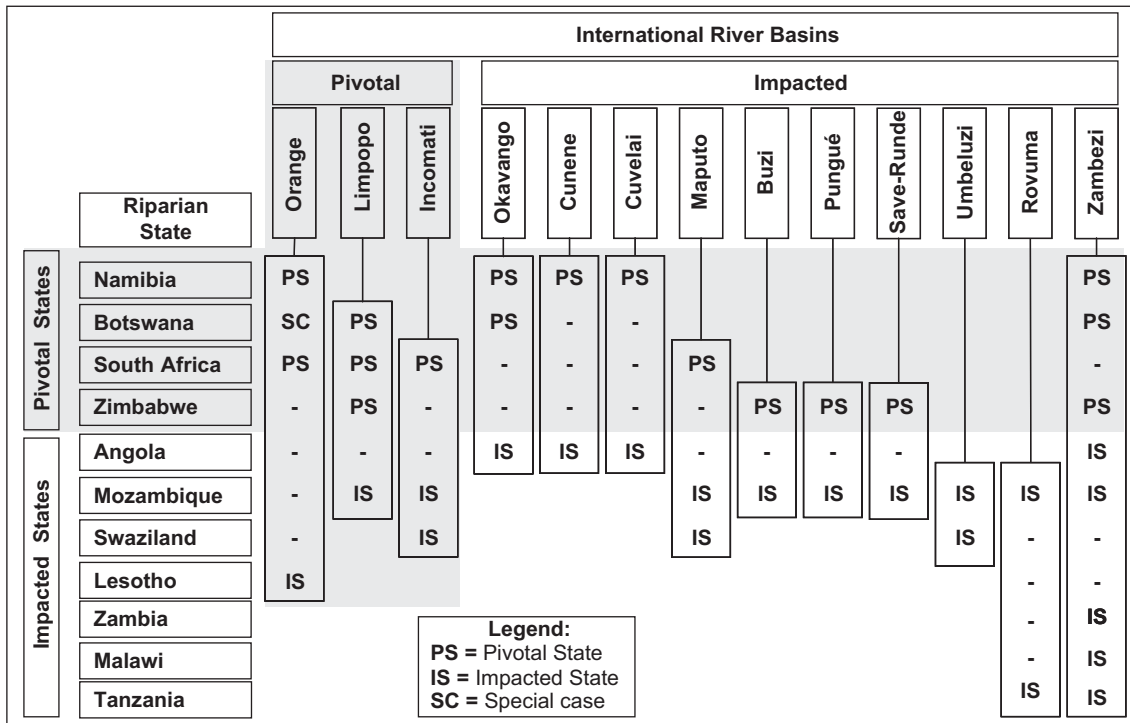 International River Basins
Pivotal
Impacted
Orange
Limpopo
Incomati
Okavango
Cunene
Cuvelai
Maputo
Buzi
Pungué
Save-Runde
Umbeluzi
Rovuma
Zambezi
Riparian
State
Pivotal States
Namibia PS PS PS PS PS
Botswana SC PS PS - - PS
South Africa PS PS PS - - - PS -
Zimbabwe - PS - - - - - PS PS PS PS
Impacted States
Angola - - - IS IS IS - - - - IS
Mozambique - IS IS IS IS IS IS IS IS IS
Swaziland - IS IS IS - -
Lesotho IS - -
Zambia - IS
Malawi - IS
Tanzania IS IS
Legend:
PS = Pivotal State
IS = Impacted State
SC = Special case